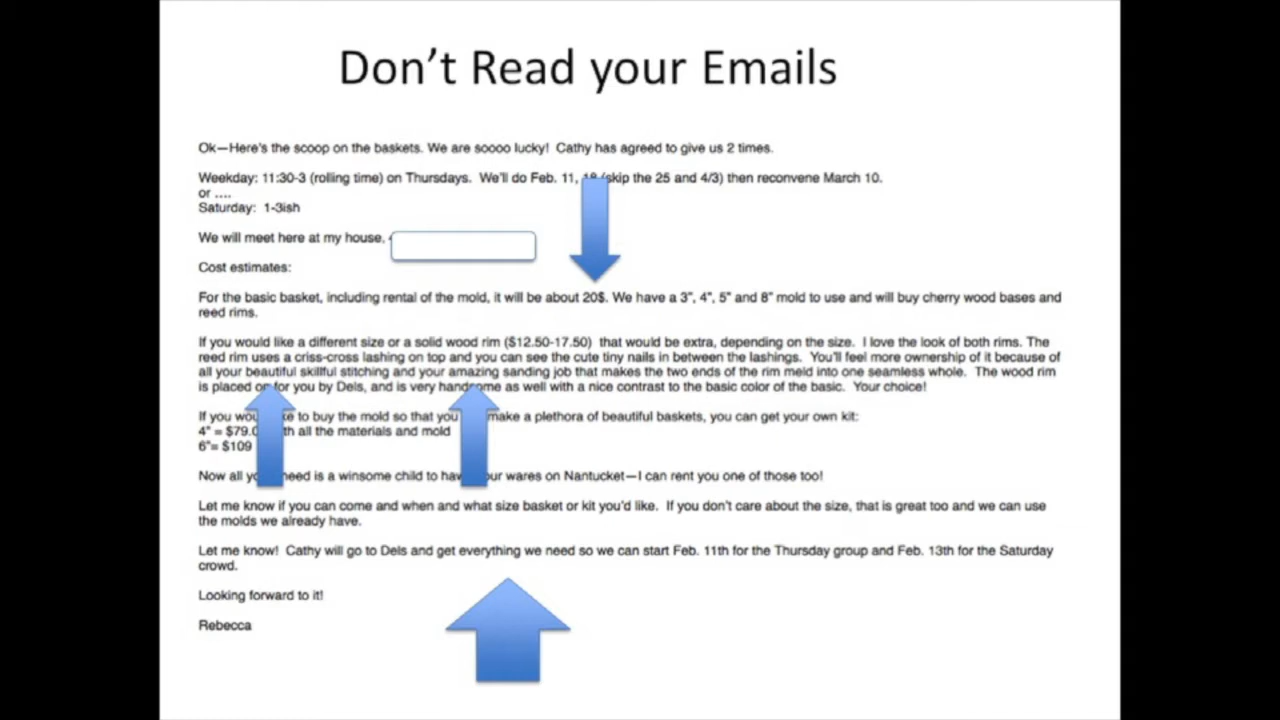 Don't Read your Emails
Ok—Here's the scoop on the baskets. We are soooo lucky!  Cathy has agreed to give us 2 times.
Weekday: 11:30-3 (rolling time) on Thursdays.  We'll do Feb. 11, 18 (skip the 25 and 4/3) then reconvene March 10.
or ....
Saturday:  1-3ish
We will meet here at my house,
Cost estimates:
For the basic basket, including rental of the mold, it will be about 20$. We have a 3", 4", 5" and 8" mold to use and will buy cherry wood bases and
reed rims.
If you would like a different size or a solid wood rim ($12.50-17.50)  that would be extra, depending on the size.  I love the look of both rims. The
reed rim uses a criss-cross lashing on top and you can see the cute tiny nails in between the lashings.  You'll feel more ownership of it because of
all your beautiful skillful stitching and your amazing sanding job that makes the two ends of the rim meld into one seamless whole.  The wood rim
is placed on for you by Dels, and is very handsome as well with a nice contrast to the basic color of the basic.  Your choice!
If you to buy the mold so that you make a plethora of beautiful baskets, you can get your own kit:
4" = all the materials and mold
6"= $109
Now all need is a winsome child to wares on Nantucket—I can rent you one of those too!
Let me know if you can come and when and what size basket or kit you'd like.  If you don't care about the size, that is great too and we can use
the molds we already have.
Let me know!  Cathy will go to Dels and get everything we need so we can start Feb. 11th for the Thursday group and Feb. 13th for the Saturday
crowd.
Looking forward to it!
Rebecca